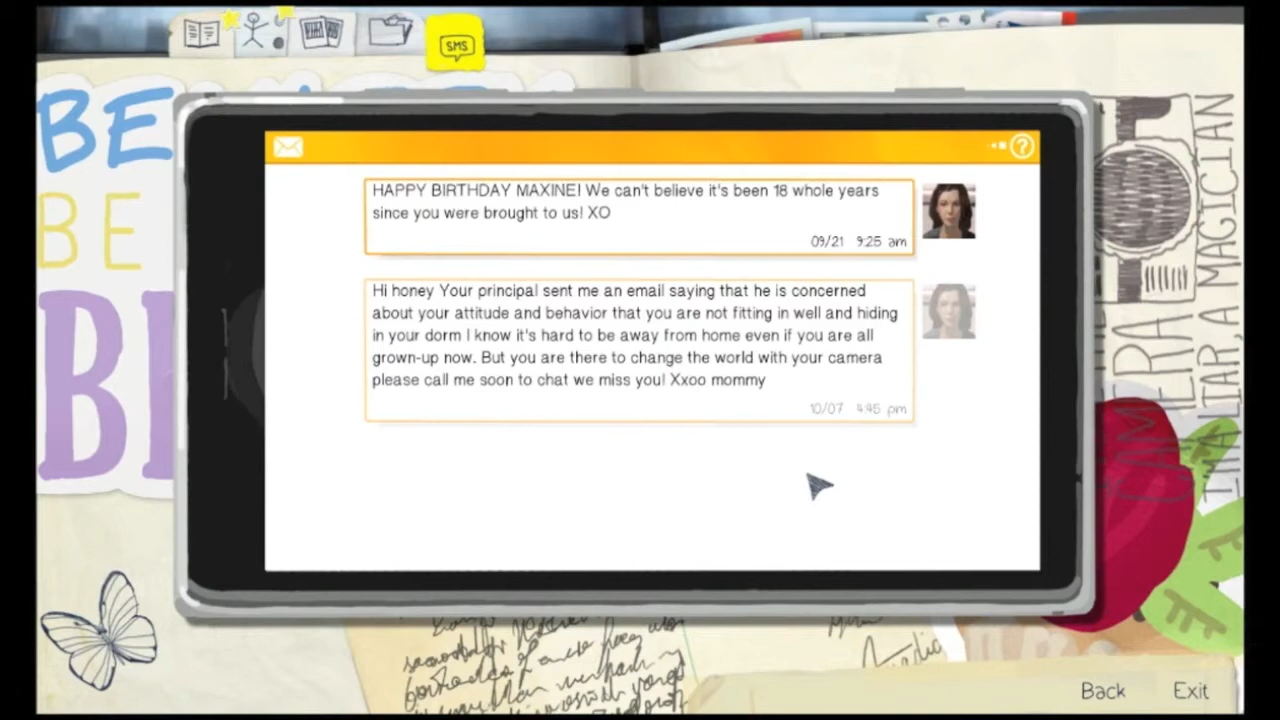 SMS
BE
BE
B
HAPPY BIRTHDAY MAXINE! We can't believe it's been 18 whole years
since you were brought to us! XO
09/21 9:25 am
Hi honey Your principal sent me an email saying that he is concerned
about your attitude and behavior that you are not fitting in well and hiding
in your dorm I know it's hard to be away from home even if you are all
grown-up now. But you are there to change the world with your camera
please call me soon to chat we miss you! Xxoo mommy
10/07 4:45 pm
CAMERA
LIAR, A MAGICIAN
Back Exit